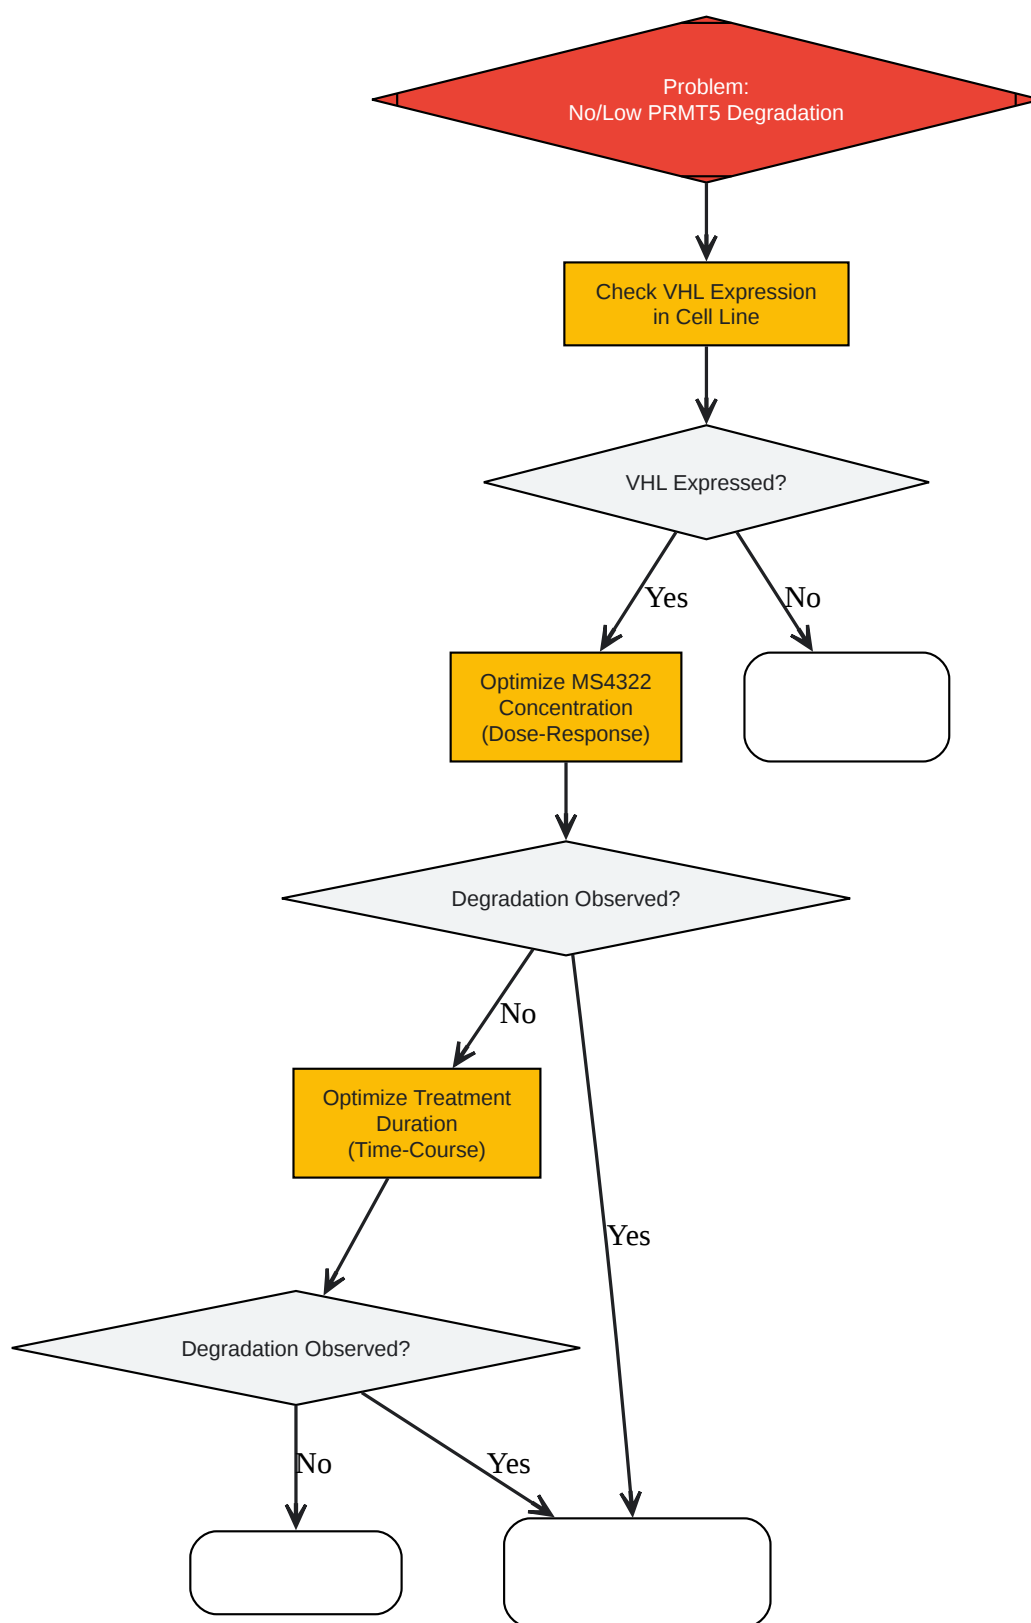 Problem:
No/Low PRMT5 Degradation
Check VHL Expression
in Cell Line
VHL Expressed?
Yes
No
Optimize MS4322
Concentration
(Dose-Response)
Degradation Observed?
No
Optimize Treatment
Duration
(Time-Course)
Yes
Degradation Observed?
No
Yes